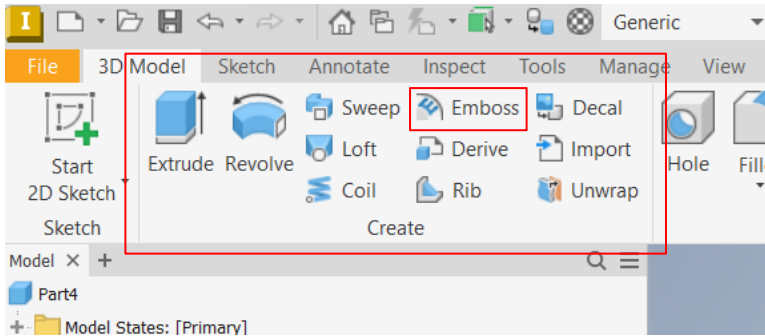 I Generic
File 3D Model Sketch Annotate Inspect Tools Manage View
Start 2D Sketch
Extrude Revolve
Sweep Emboss Decal
Loft Derive Import
Coil Rib Unwrap
Hole Fill
Sketch Create
Model × +
Part4
Model States: [Primary]